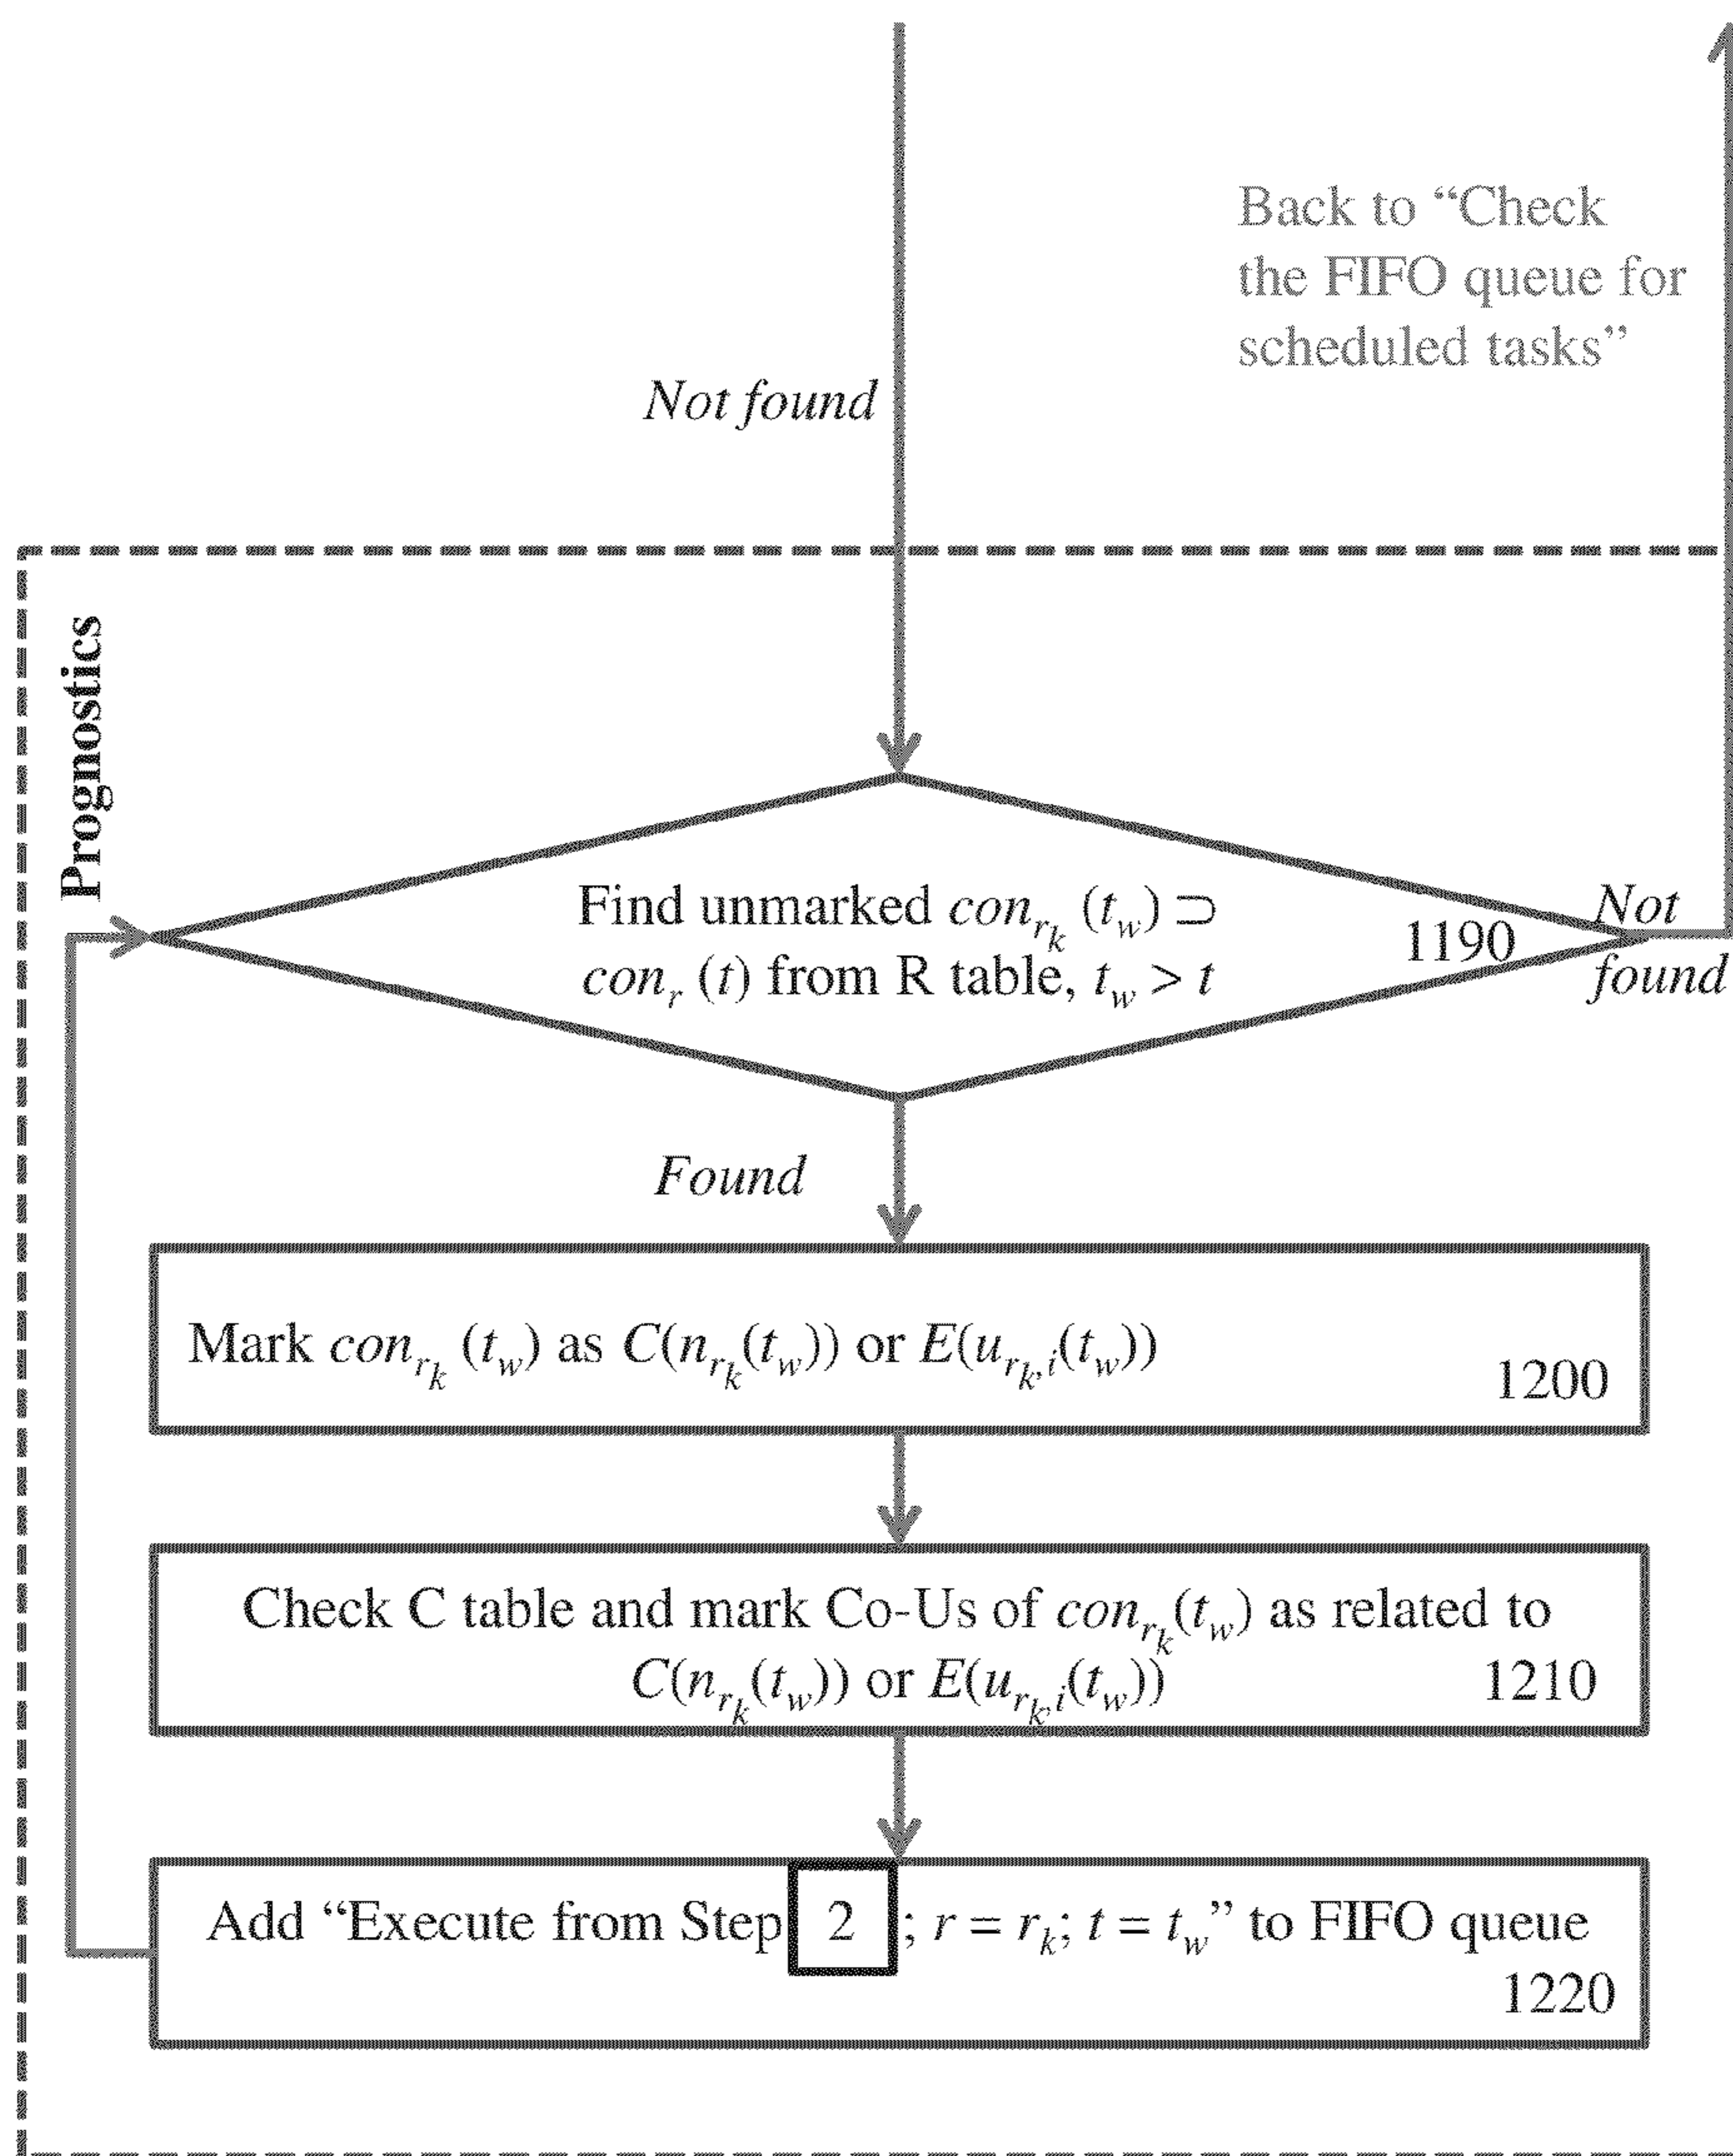 Back to “Check
the FIFO queue for
scheduled tasks”
Not found
Prognostics
Find unmarked con_{r_k} (t_w) ⊃
con_r (t) from R table, t_w > t
1190
Not
found
Found
Mark con_{r_k} (t_w) as C(n_{r_k}(t_w)) or E(u_{r_k,i}(t_w))
1200
Check C table and mark Co-Us of con_{r_k}(t_w) as related to
C(n_{r_k}(t_w)) or E(u_{r_k,i}(t_w))
1210
Add “Execute from Step 2 ; r = r_k; t = t_w” to FIFO queue
1220